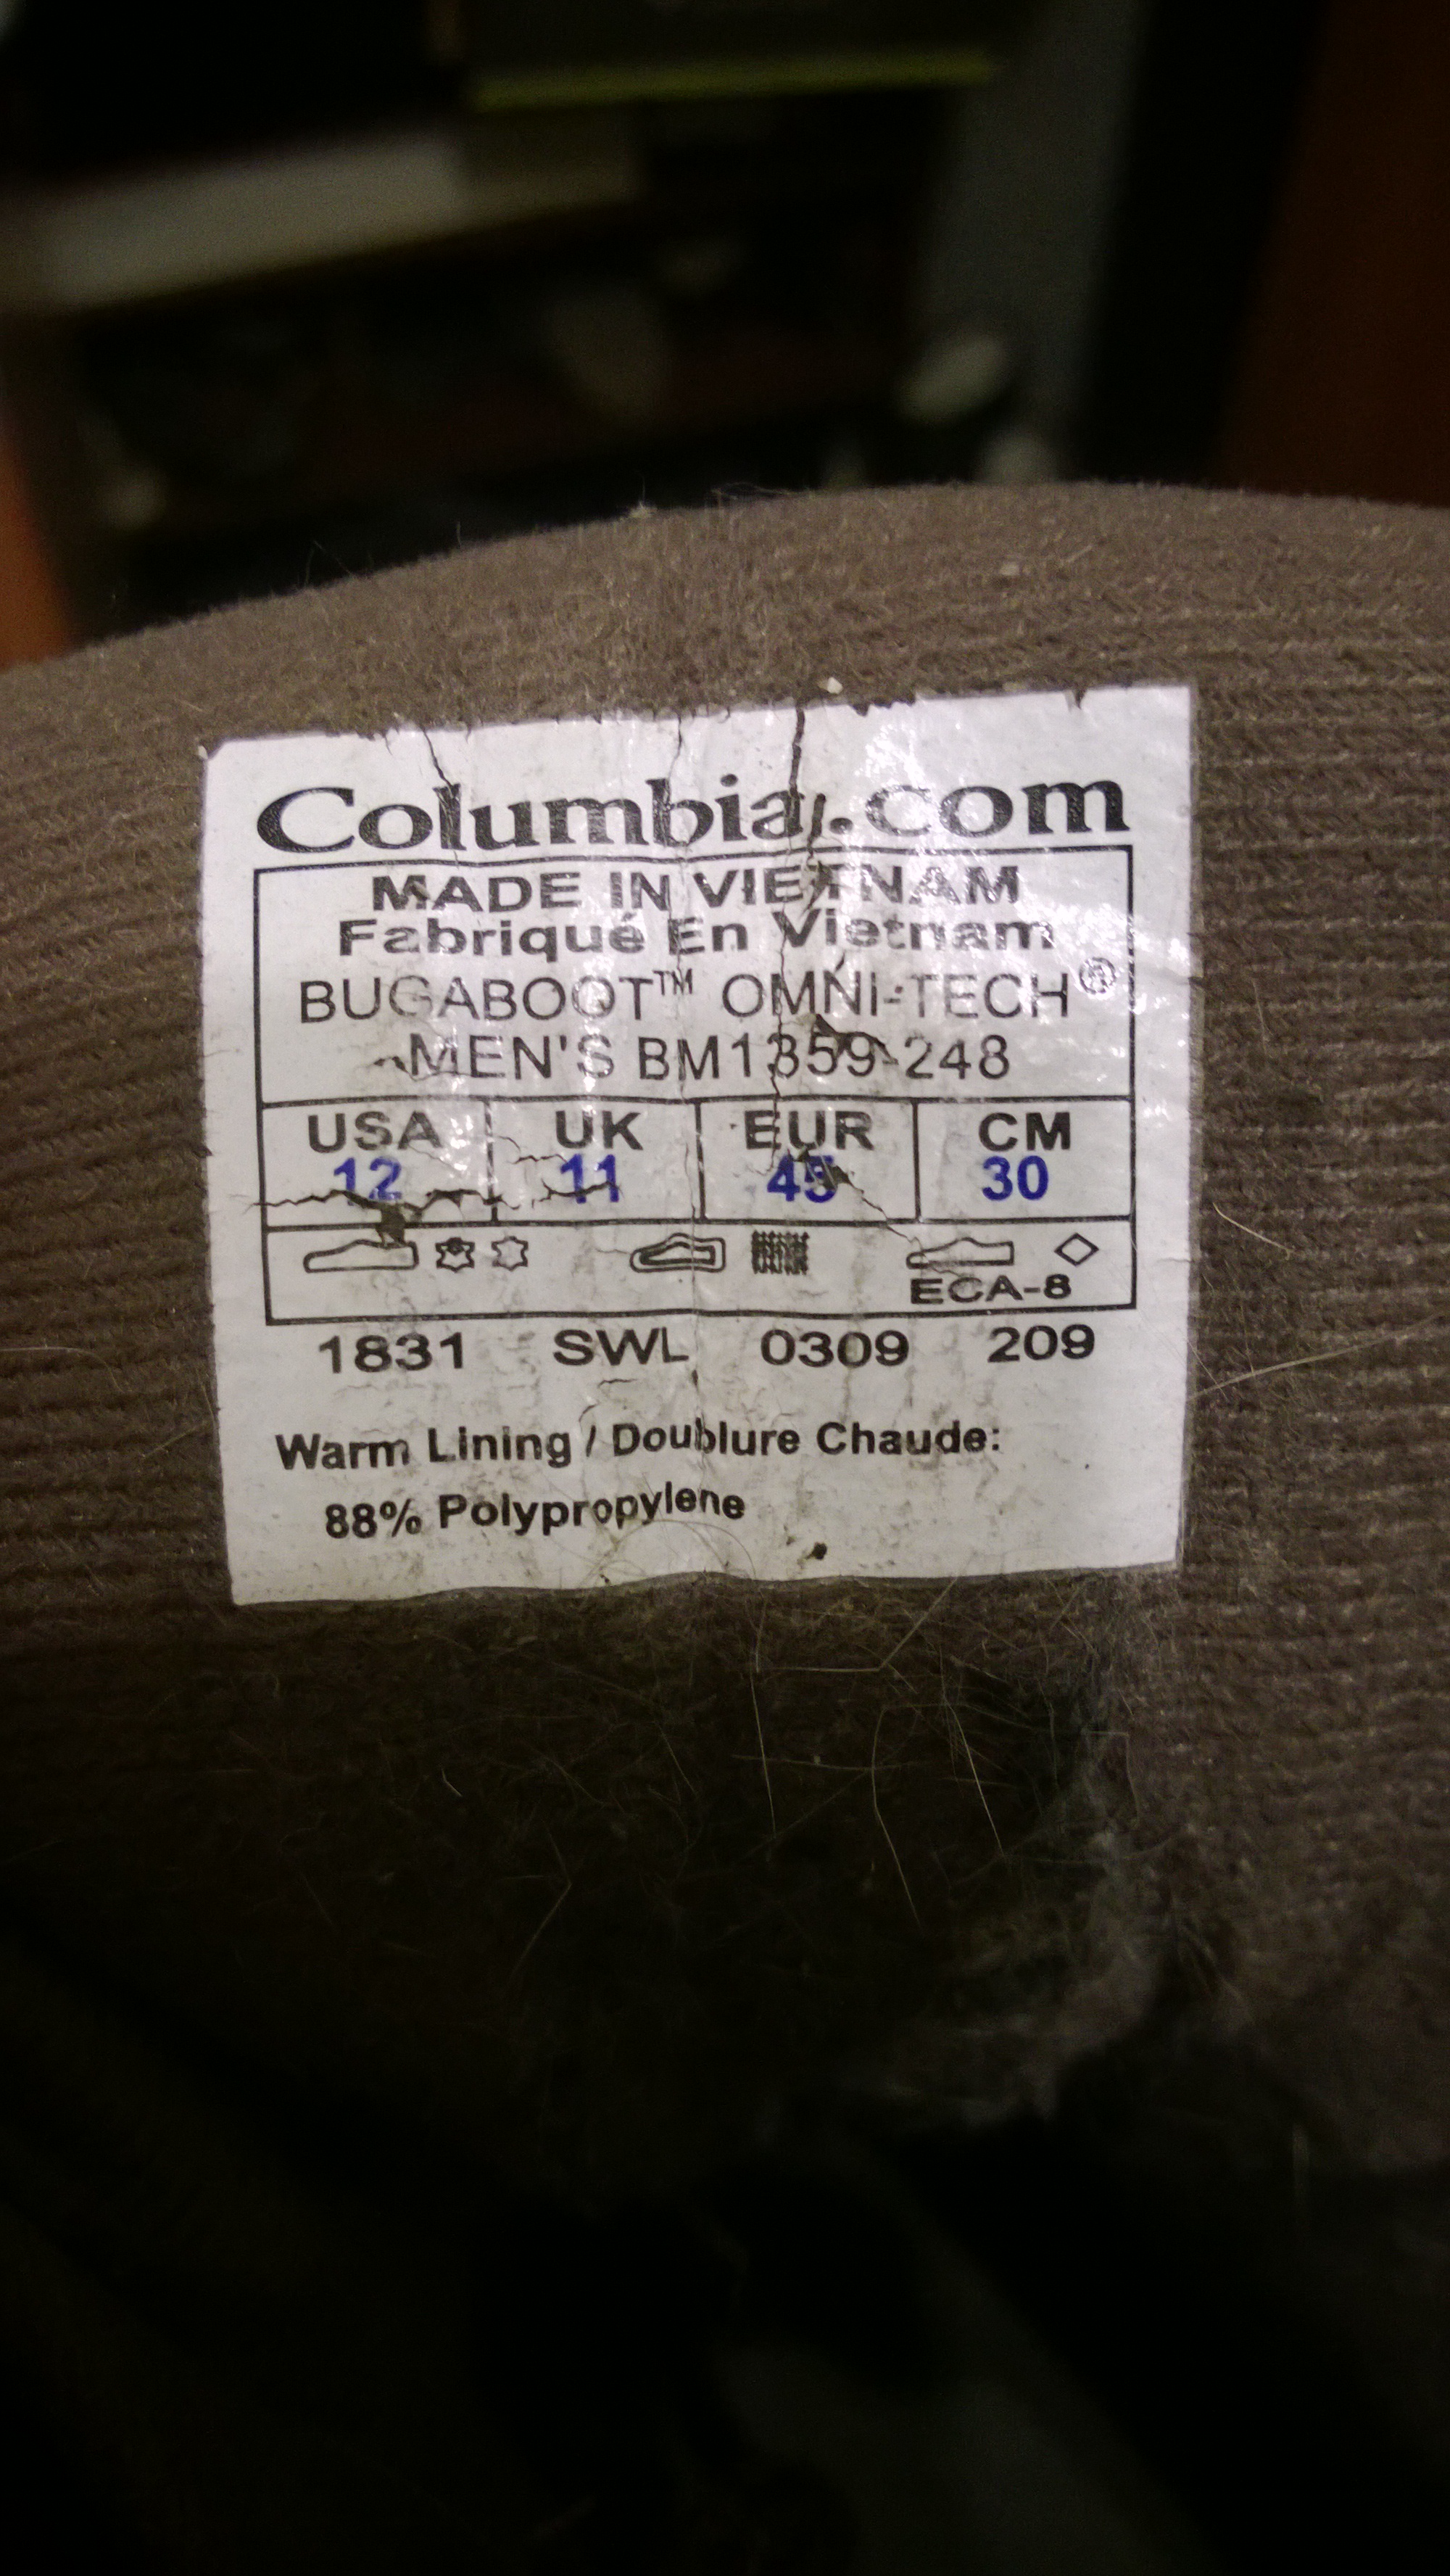 Columbia.com
MADE IN VIETNAM
Fabriqué En Vietnam
BUGABOOT™ OMNI-TECH®
MEN'S BM1359-248
USA UK EUR CM
12 11 45 30
ECA-8
1831 SWL 0309 209
Warm Lining / Doublure Chaude:
88% Polypropylene